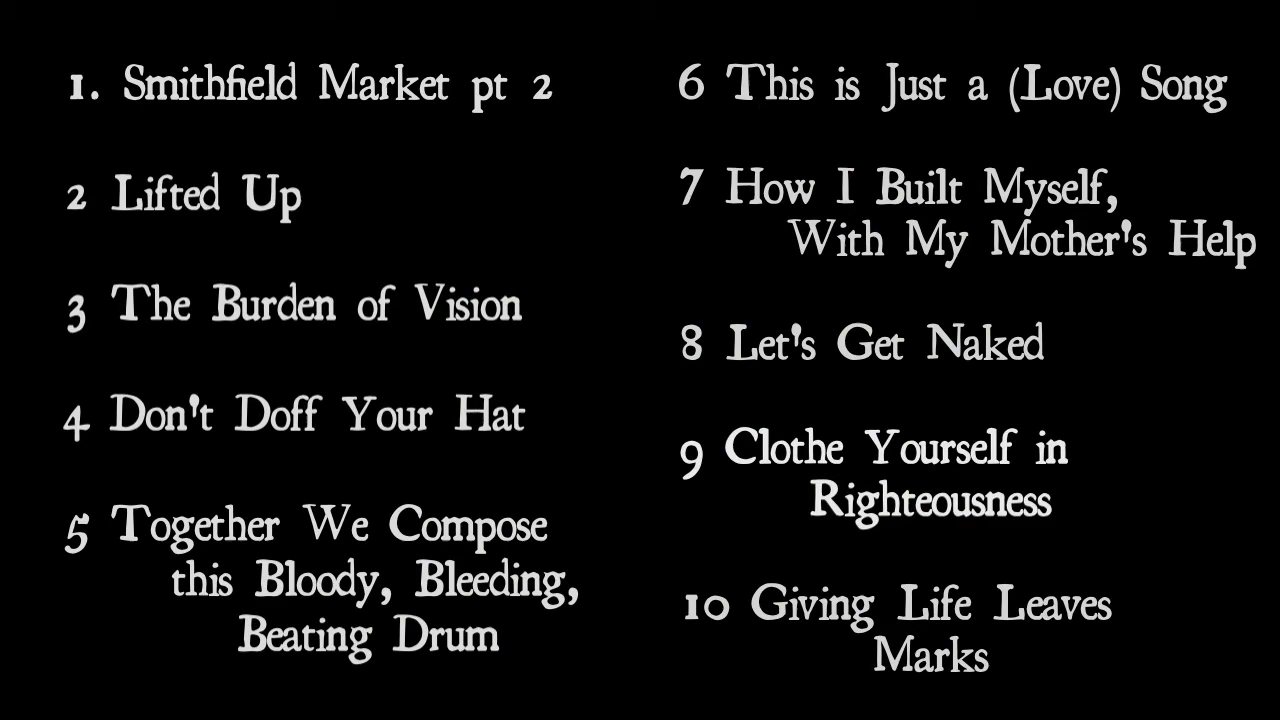 1. Smithfield Market pt 2
2 Lifted Up
3 The Burden of Vision
4 Don't Doff Your Hat
5 Together We Compose
this Bloody, Bleeding,
Beating Drum
6 This is Just a (Love) Song
7 How I Built Myself,
With My Mother's Help
8 Let's Get Naked
9 Clothe Yourself in
Righteousness
10 Giving Life Leaves
Marks